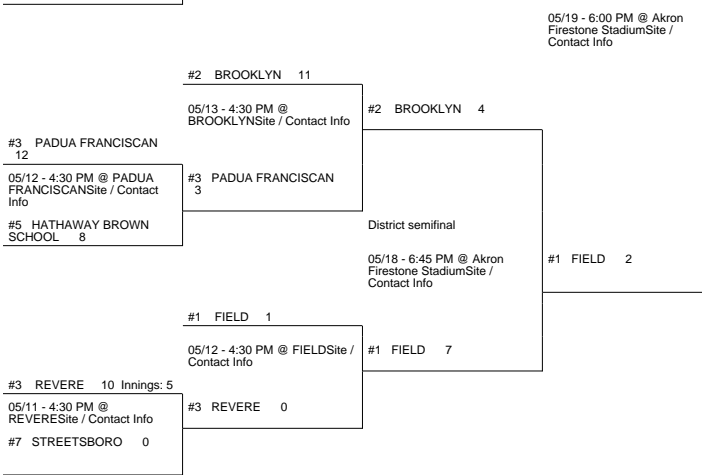 05/19 - 6:00 PM @ Akron
Firestone StadiumSite /
Contact Info
#2 BROOKLYN 11
05/13 - 4:30 PM @
BROOKLYNSite / Contact Info
#2 BROOKLYN 4
#3 PADUA FRANCISCAN
12
05/12 - 4:30 PM @ PADUA
FRANCISCANSite / Contact
Info
#3 PADUA FRANCISCAN
3
#5 HATHAWAY BROWN
SCHOOL 8
District semifinal
05/18 - 6:45 PM @ Akron
Firestone StadiumSite /
Contact Info
#1 FIELD 2
#1 FIELD 1
05/12 - 4:30 PM @ FIELDSite /
Contact Info
#1 FIELD 7
#3 REVERE 10 Innings: 5
05/11 - 4:30 PM @
REVERESite / Contact Info
#3 REVERE 0
#7 STREETSBORO 0